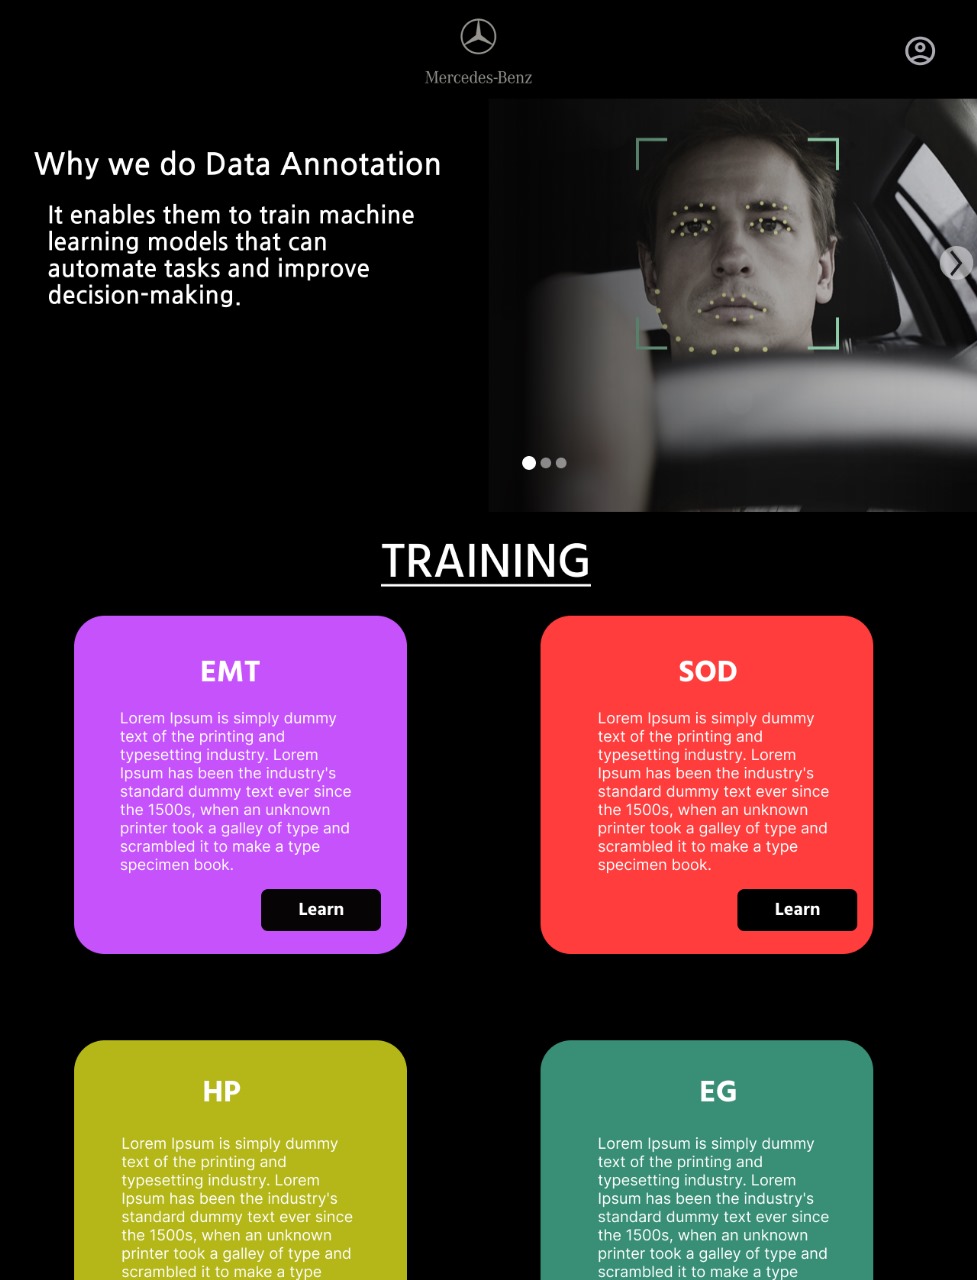 Mercedes-Benz
Why we do Data Annotation
It enables them to train machine
learning models that can
automate tasks and improve
decision-making.
TRAINING
EMT
Lorem Ipsum is simply dummy
text of the printing and
typesetting industry. Lorem
Ipsum has been the industry's
standard dummy text ever since
the 1500s, when an unknown
printer took a galley of type and
scrambled it to make a type
specimen book.
Learn
SOD
Lorem Ipsum is simply dummy
text of the printing and
typesetting industry. Lorem
Ipsum has been the industry's
standard dummy text ever since
the 1500s, when an unknown
printer took a galley of type and
scrambled it to make a type
specimen book.
Learn
HP
Lorem Ipsum is simply dummy
text of the printing and
typesetting industry. Lorem
Ipsum has been the industry's
standard dummy text ever since
the 1500s, when an unknown
printer took a galley of type and
scrambled it to make a type
EG
Lorem Ipsum is simply dummy
text of the printing and
typesetting industry. Lorem
Ipsum has been the industry's
standard dummy text ever since
the 1500s, when an unknown
printer took a galley of type and
scrambled it to make a type